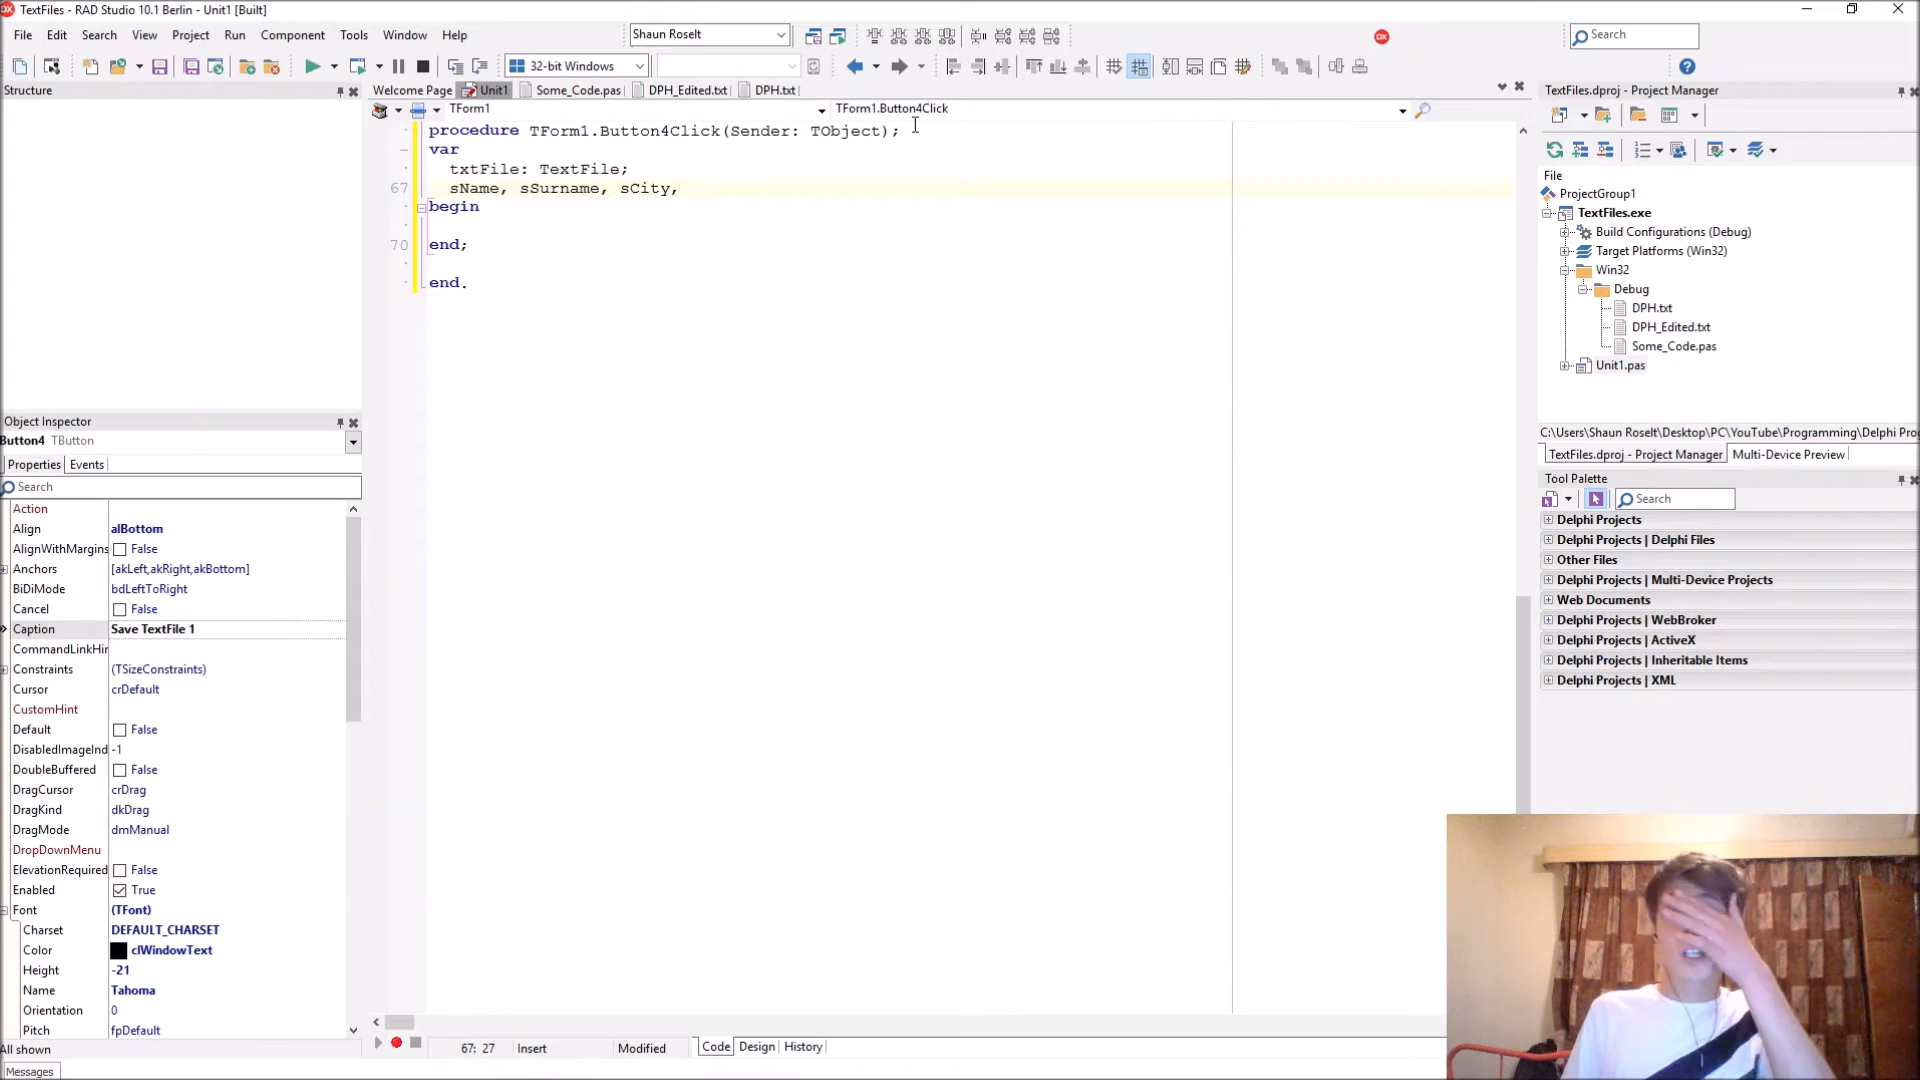 TextFiles - RAD Studio 10.1 Berlin - Unit1 [Built]
File Edit Search View Project Run Component Tools Window Help
Shaun Roselt
Search
32-bit Windows
Structure
Welcome Page Unit1 Some_Code.pas DPH_Edited.txt DPH.txt
TForm1
TForm1.Button4Click
procedure TForm1.Button4Click(Sender: TObject);
var
txtFile: TextFile;
67 sName, sSurname, sCity,
begin
70 end;
end.
Object Inspector
Button4 TButton
Properties Events
Search
Action
Align alBottom
AlignWithMargins False
Anchors [akLeft,akRight,akBottom]
BiDiMode bdLeftToRight
Cancel False
Caption Save TextFile 1
CommandLinkHin
Constraints (TSizeConstraints)
Cursor crDefault
CustomHint
Default False
DisabledImageInd -1
DoubleBuffered False
DragCursor crDrag
DragKind dkDrag
DragMode dmManual
DropDownMenu
ElevationRequired False
Enabled True
Font (TFont)
Charset DEFAULT_CHARSET
Color clWindowText
Height -21
Name Tahoma
Orientation 0
Pitch fpDefault
All shown
Messages
67: 27 Insert Modified
Code Design History
TextFiles.dproj - Project Manager
File
ProjectGroup1
TextFiles.exe
Build Configurations (Debug)
Target Platforms (Win32)
Win32
Debug
DPH.txt
DPH_Edited.txt
Some_Code.pas
Unit1.pas
C:\Users\Shaun Roselt\Desktop\PC\YouTube\Programming\Delphi Pro
TextFiles.dproj - Project Manager Multi-Device Preview
Tool Palette
Search
Delphi Projects
Delphi Projects | Delphi Files
Other Files
Delphi Projects | Multi-Device Projects
Web Documents
Delphi Projects | WebBroker
Delphi Projects | ActiveX
Delphi Projects | Inheritable Items
Delphi Projects | XML